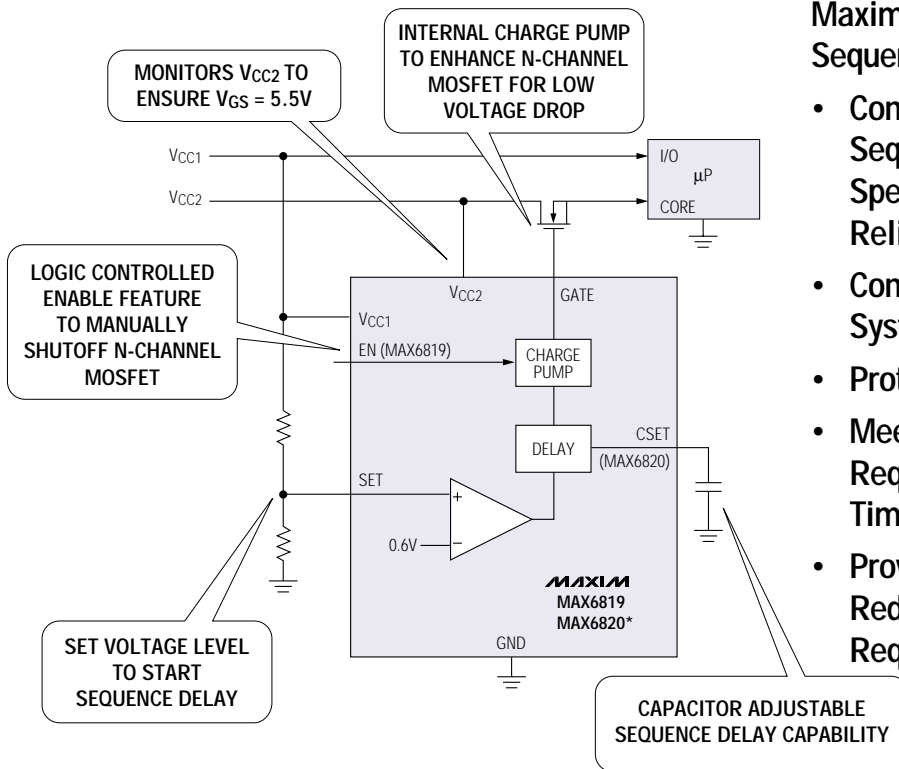 INTERNAL CHARGE PUMP
TO ENHANCE N-CHANNEL
MOSFET FOR LOW
VOLTAGE DROP
MONITORS VCC2 TO
ENSURE VGS = 5.5V
VCC1
VCC2
I/O
µP
CORE
LOGIC CONTROLLED
ENABLE FEATURE
TO MANUALLY
SHUTOFF N-CHANNEL
MOSFET
VCC2
GATE
VCC1
EN (MAX6819)
CHARGE
PUMP
DELAY
CSET
(MAX6820)
SET
+
0.6V
–
MAXIM
MAX6819
MAX6820*
GND
SET VOLTAGE LEVEL
TO START
SEQUENCE DELAY
CAPACITOR ADJUSTABLE
SEQUENCE DELAY CAPABILITY
Maxim
Sequen
• Con
Seq
Spe
Reli
• Con
Syst
• Prot
• Mee
Req
Tim
• Prov
Red
Req